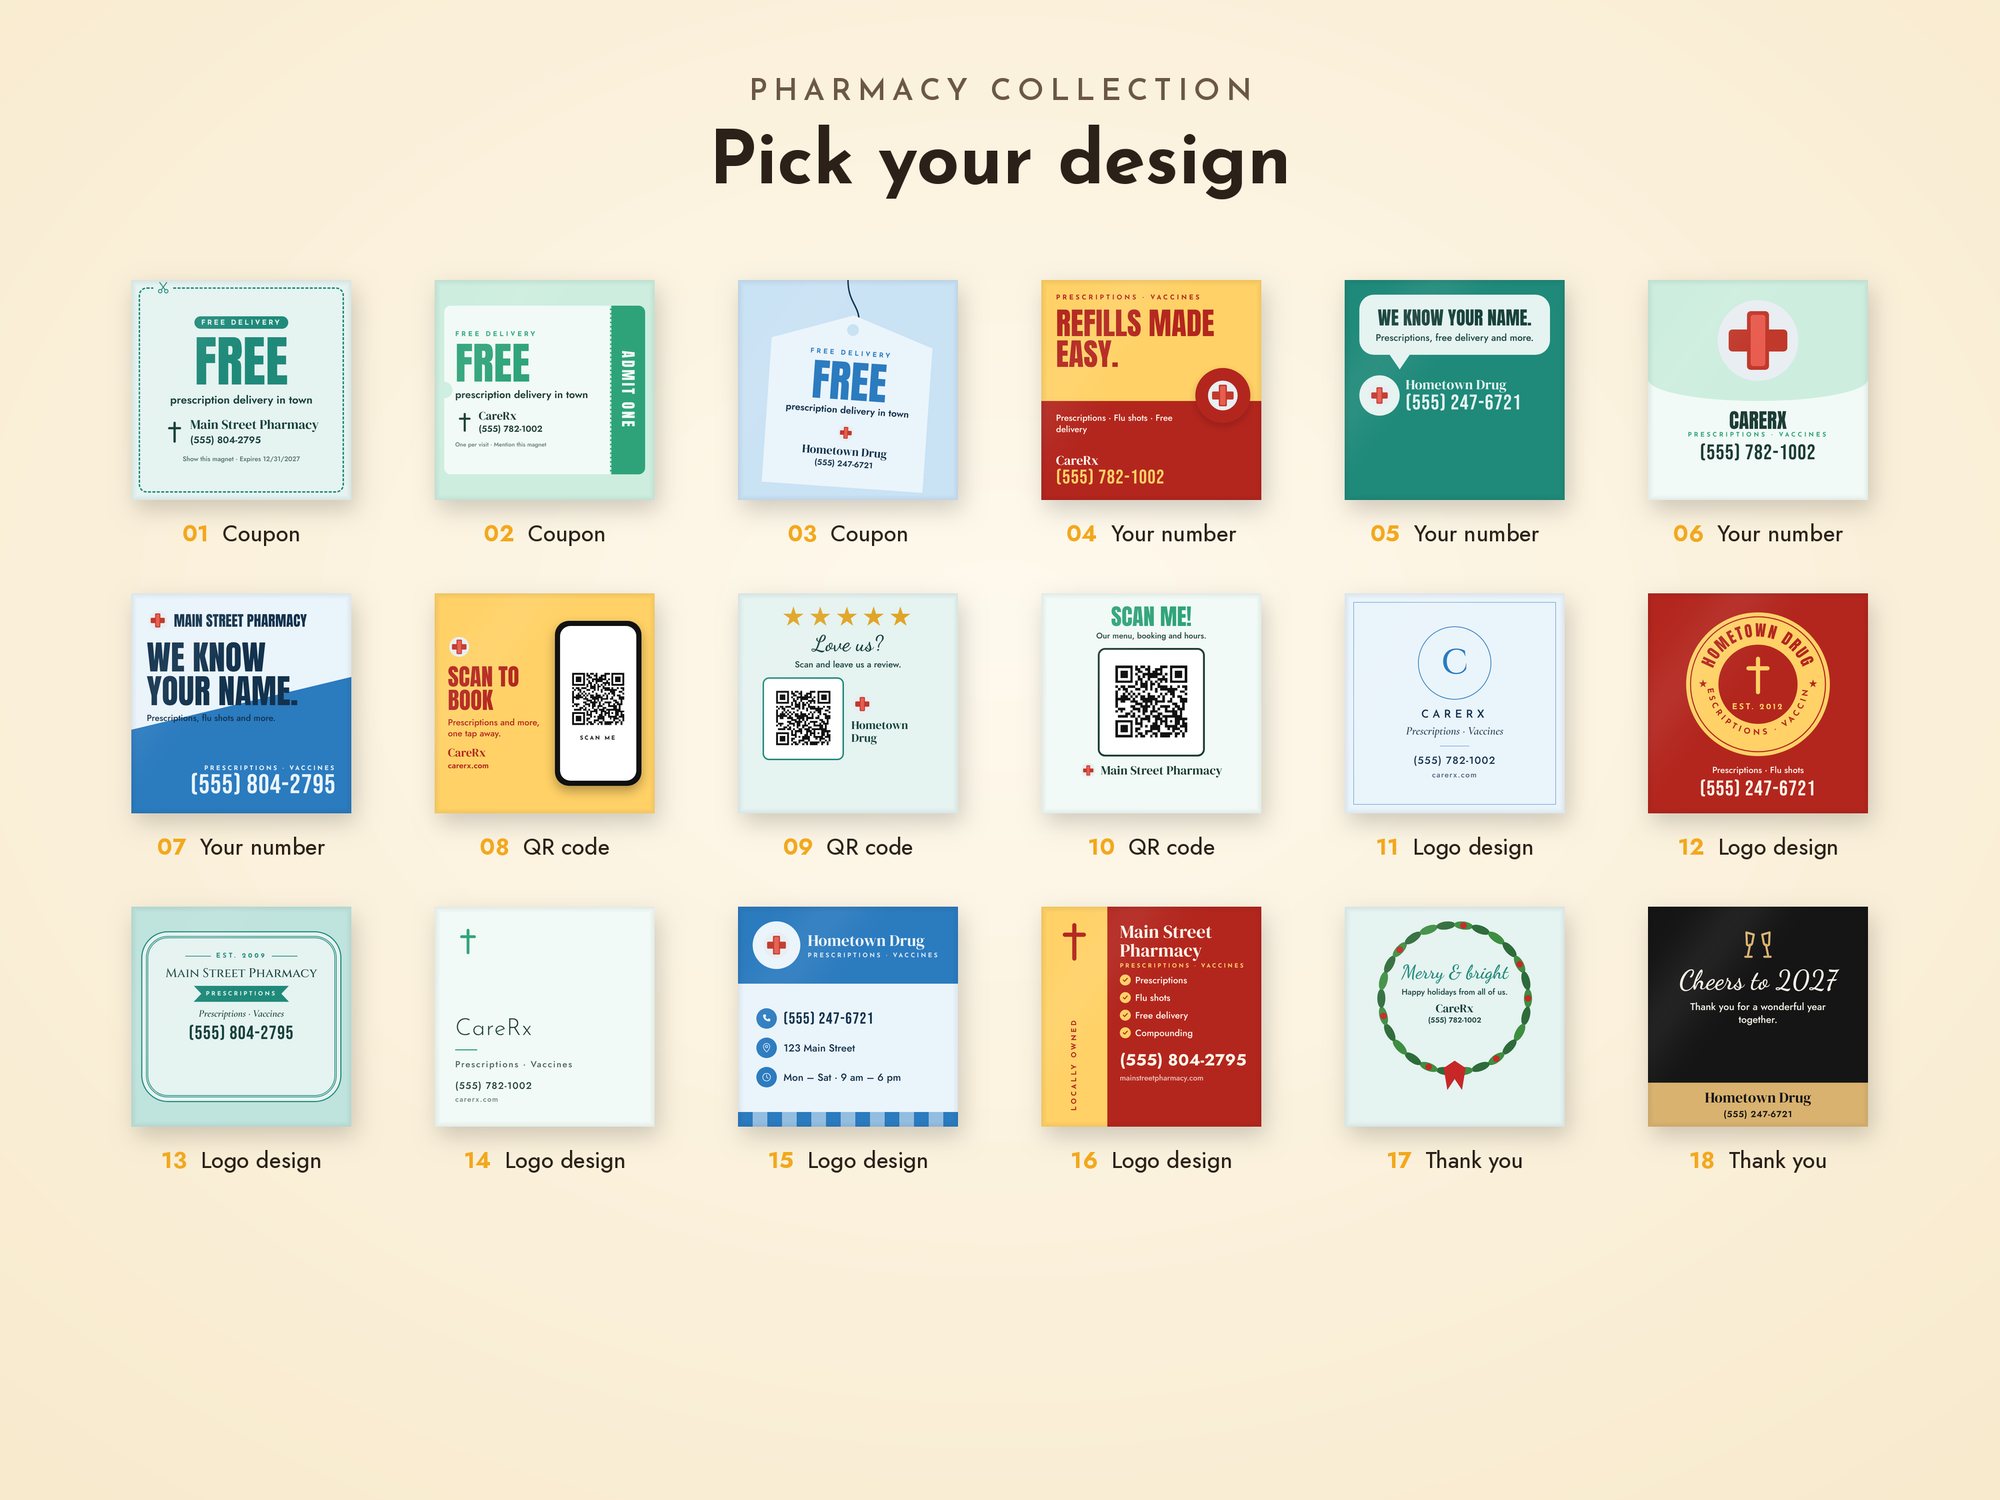 PHARMACY COLLECTION
Pick your design
FREE DELIVERY
FREE
prescription delivery in town
Main Street Pharmacy
(555) 804-2795
Show this magnet · Expires 12/31/2027
01 Coupon
FREE DELIVERY
FREE
prescription delivery in town
CareRx
(555) 782-1002
One per visit · Mention this magnet
ADMIT ONE
02 Coupon
FREE DELIVERY
FREE
prescription delivery in town
Hometown Drug
(555) 247-6721
03 Coupon
PRESCRIPTIONS · VACCINES
REFILLS MADE
EASY.
Prescriptions · Flu shots · Free
delivery
CareRx
(555) 782-1002
04 Your number
WE KNOW YOUR NAME.
Prescriptions, free delivery and more.
Hometown Drug
(555) 247-6721
05 Your number
CARERX
PRESCRIPTIONS · VACCINES
(555) 782-1002
06 Your number
MAIN STREET PHARMACY
WE KNOW
YOUR NAME.
Prescriptions, flu shots and more.
PRESCRIPTIONS · VACCINES
(555) 804-2795
07 Your number
SCAN TO
BOOK
Prescriptions and more,
one tap away.
CareRx
carerx.com
SCAN ME
08 QR code
Love us?
Scan and leave us a review.
Hometown
Drug
09 QR code
SCAN ME!
Our menu, booking and hours.
Main Street Pharmacy
10 QR code
C
CARERX
Prescriptions · Vaccines
(555) 782-1002
carerx.com
11 Logo design
HOMETOWN DRUG
EST. 2012
ESCRIPTIONS · VACCIN
Prescriptions · Flu shots
(555) 247-6721
12 Logo design
EST. 2009
MAIN STREET PHARMACY
PRESCRIPTIONS
Prescriptions · Vaccines
(555) 804-2795
13 Logo design
CareRx
Prescriptions · Vaccines
(555) 782-1002
carerx.com
14 Logo design
Hometown Drug
PRESCRIPTIONS · VACCINES
(555) 247-6721
123 Main Street
Mon – Sat · 9 am – 6 pm
15 Logo design
LOCALLY OWNED
Main Street
Pharmacy
PRESCRIPTIONS · VACCINES
Prescriptions
Flu shots
Free delivery
Compounding
(555) 804-2795
mainstreetpharmacy.com
16 Logo design
Merry & bright
Happy holidays from all of us.
CareRx
(555) 782-1002
17 Thank you
Cheers to 2027
Thank you for a wonderful year
together.
Hometown Drug
(555) 247-6721
18 Thank you